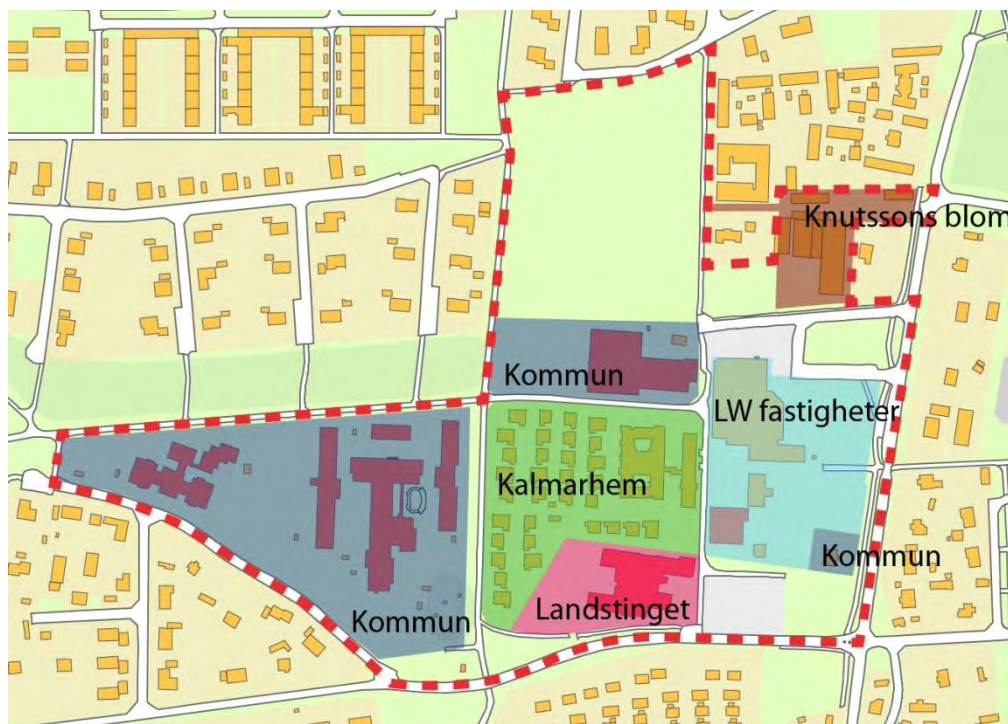 Knutssons blom
Kommun
LW fastigheter
Kalmarhem
Kommun
Landstinget
Kommun